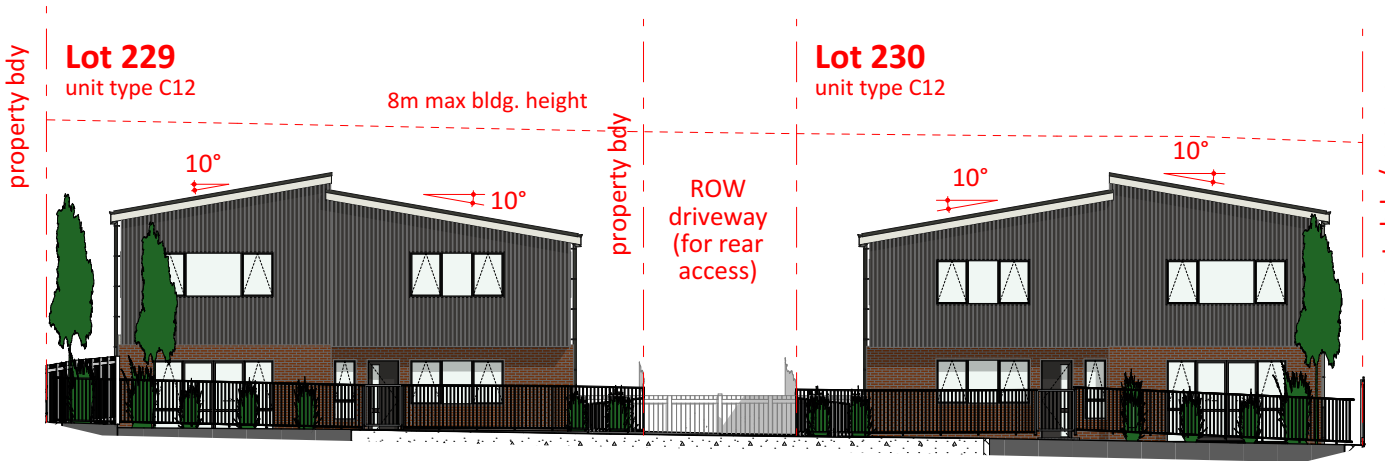 property bdy
Lot 229
unit type C12
8m max bldg. height
10°
10°
property bdy
ROW
driveway
(for rear
access)
Lot 230
unit type C12
10°
10°